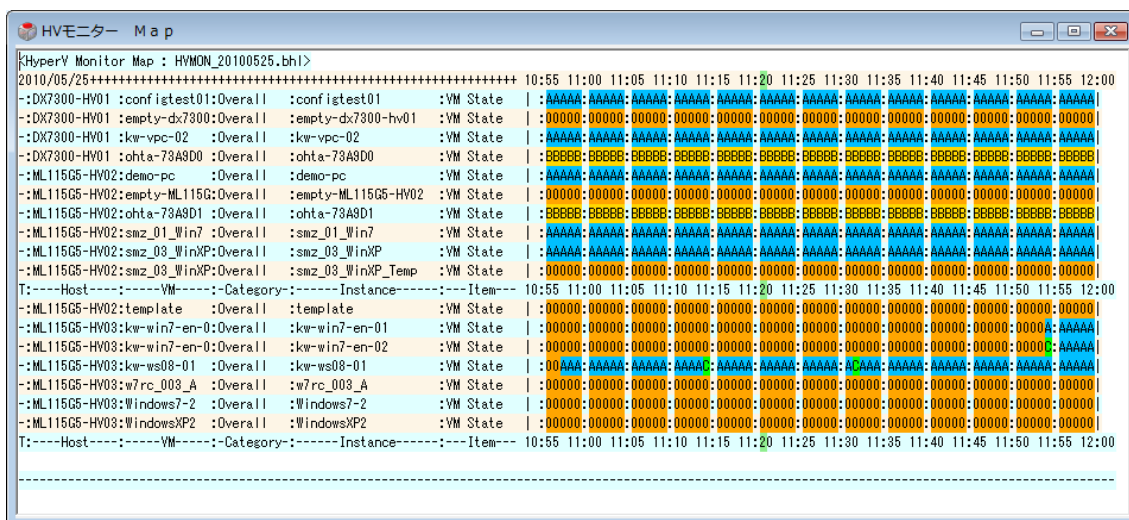 HVモニター Map
<HyperV Monitor Map : HVMON_20100525.bhl>
2010/05/25++++++++++++++++++++++++++++++++++++++++++++++++++++++++++++ 10:55 11:00 11:05 11:10 11:15 11:20 11:25 11:30 11:35 11:40 11:45 11:50 11:55 12:00
-:DX7300-HV01 :configtest01:Overall   :configtest01       :VM State   | :AAAAA:AAAAA:AAAAA:AAAAA:AAAAA:AAAAA:AAAAA:AAAAA:AAAAA:AAAAA:AAAAA:AAAAA:AAAAA|
-:DX7300-HV01 :empty-dx7300:Overall   :empty-dx7300-hv01  :VM State   | :00000:00000:00000:00000:00000:00000:00000:00000:00000:00000:00000:00000:00000|
-:DX7300-HV01 :kw-vpc-02   :Overall   :kw-vpc-02          :VM State   | :AAAAA:AAAAA:AAAAA:AAAAA:AAAAA:AAAAA:AAAAA:AAAAA:AAAAA:AAAAA:AAAAA:AAAAA:AAAAA|
-:DX7300-HV01 :ohta-73A9D0 :Overall   :ohta-73A9D0        :VM State   | :BBBBB:BBBBB:BBBBB:BBBBB:BBBBB:BBBBB:BBBBB:BBBBB:BBBBB:BBBBB:BBBBB:BBBBB:BBBBB|
-:ML115G5-HV02:demo-pc     :Overall   :demo-pc            :VM State   | :AAAAA:AAAAA:AAAAA:AAAAA:AAAAA:AAAAA:AAAAA:AAAAA:AAAAA:AAAAA:AAAAA:AAAAA:AAAAA|
-:ML115G5-HV02:empty-ML115G:Overall   :empty-ML115G5-HV02 :VM State   | :00000:00000:00000:00000:00000:00000:00000:00000:00000:00000:00000:00000:00000|
-:ML115G5-HV02:ohta-73A9D1 :Overall   :ohta-73A9D1        :VM State   | :BBBBB:BBBBB:BBBBB:BBBBB:BBBBB:BBBBB:BBBBB:BBBBB:BBBBB:BBBBB:BBBBB:BBBBB:BBBBB|
-:ML115G5-HV02:smz_01_Win7 :Overall   :smz_01_Win7        :VM State   | :AAAAA:AAAAA:AAAAA:AAAAA:AAAAA:AAAAA:AAAAA:AAAAA:AAAAA:AAAAA:AAAAA:AAAAA:AAAAA|
-:ML115G5-HV02:smz_03_WinXP:Overall   :smz_03_WinXP       :VM State   | :AAAAA:AAAAA:AAAAA:AAAAA:AAAAA:AAAAA:AAAAA:AAAAA:AAAAA:AAAAA:AAAAA:AAAAA:AAAAA|
-:ML115G5-HV02:smz_03_WinXP:Overall   :smz_03_WinXP_Temp  :VM State   | :00000:00000:00000:00000:00000:00000:00000:00000:00000:00000:00000:00000:00000|
T:----Host----:-----VM-----:-Category-:------Instance------:---Item--- 10:55 11:00 11:05 11:10 11:15 11:20 11:25 11:30 11:35 11:40 11:45 11:50 11:55 12:00
-:ML115G5-HV02:template    :Overall   :template           :VM State   | :00000:00000:00000:00000:00000:00000:00000:00000:00000:00000:00000:00000:00000|
-:ML115G5-HV03:kw-win7-en-0:Overall   :kw-win7-en-01      :VM State   | :00000:00000:00000:00000:00000:00000:00000:00000:00000:00000:00000:0000A:AAAAA|
-:ML115G5-HV03:kw-win7-en-0:Overall   :kw-win7-en-02      :VM State   | :00000:00000:00000:00000:00000:00000:00000:00000:00000:00000:00000:0000C:AAAAA|
-:ML115G5-HV03:kw-ws08-01  :Overall   :kw-ws08-01         :VM State   | :00AAA:AAAAA:AAAAA:AAAAC:AAAAA:AAAAA:AAAAA:ACAAA:AAAAA:AAAAA:AAAAA:AAAAA:AAAAA|
-:ML115G5-HV03:w7rc_003_A  :Overall   :w7rc_003_A         :VM State   | :00000:00000:00000:00000:00000:00000:00000:00000:00000:00000:00000:00000:00000|
-:ML115G5-HV03:Windows7-2  :Overall   :Windows7-2         :VM State   | :00000:00000:00000:00000:00000:00000:00000:00000:00000:00000:00000:00000:00000|
-:ML115G5-HV03:WindowsXP2  :Overall   :WindowsXP2         :VM State   | :00000:00000:00000:00000:00000:00000:00000:00000:00000:00000:00000:00000:00000|
T:----Host----:-----VM-----:-Category-:------Instance------:---Item--- 10:55 11:00 11:05 11:10 11:15 11:20 11:25 11:30 11:35 11:40 11:45 11:50 11:55 12:00
----------------------------------------------------------------------------------------------------------------------------------------------------------